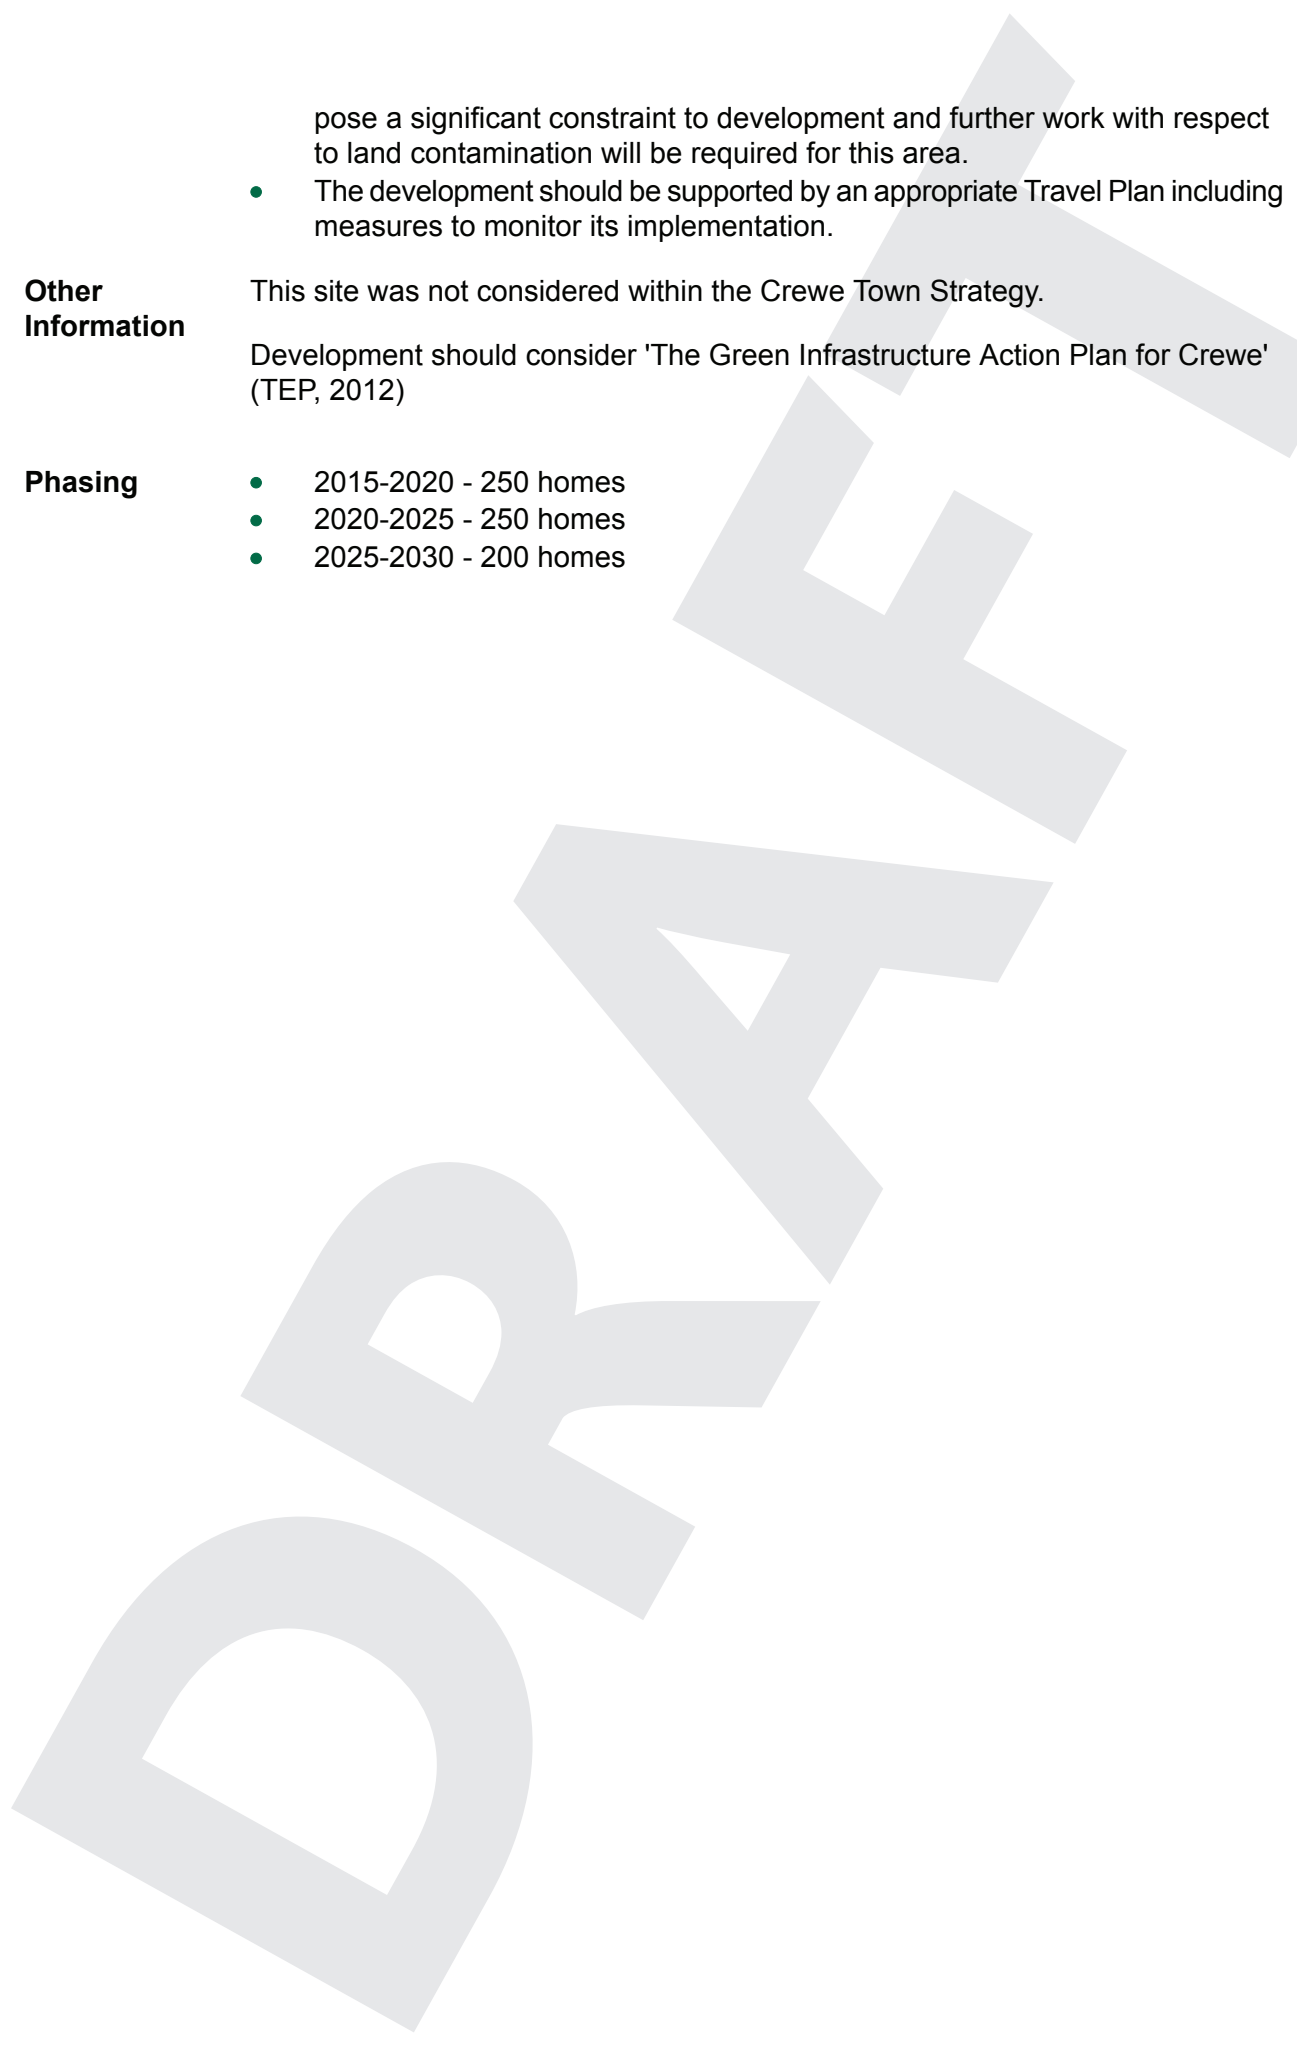 pose a significant constraint to development and further work with respect
to land contamination will be required for this area.
• The development should be supported by an appropriate Travel Plan including
measures to monitor its implementation.
Other
Information
This site was not considered within the Crewe Town Strategy.
Development should consider 'The Green Infrastructure Action Plan for Crewe'
(TEP, 2012)
Phasing
• 2015-2020 - 250 homes
• 2020-2025 - 250 homes
• 2025-2030 - 200 homes
DRAFT